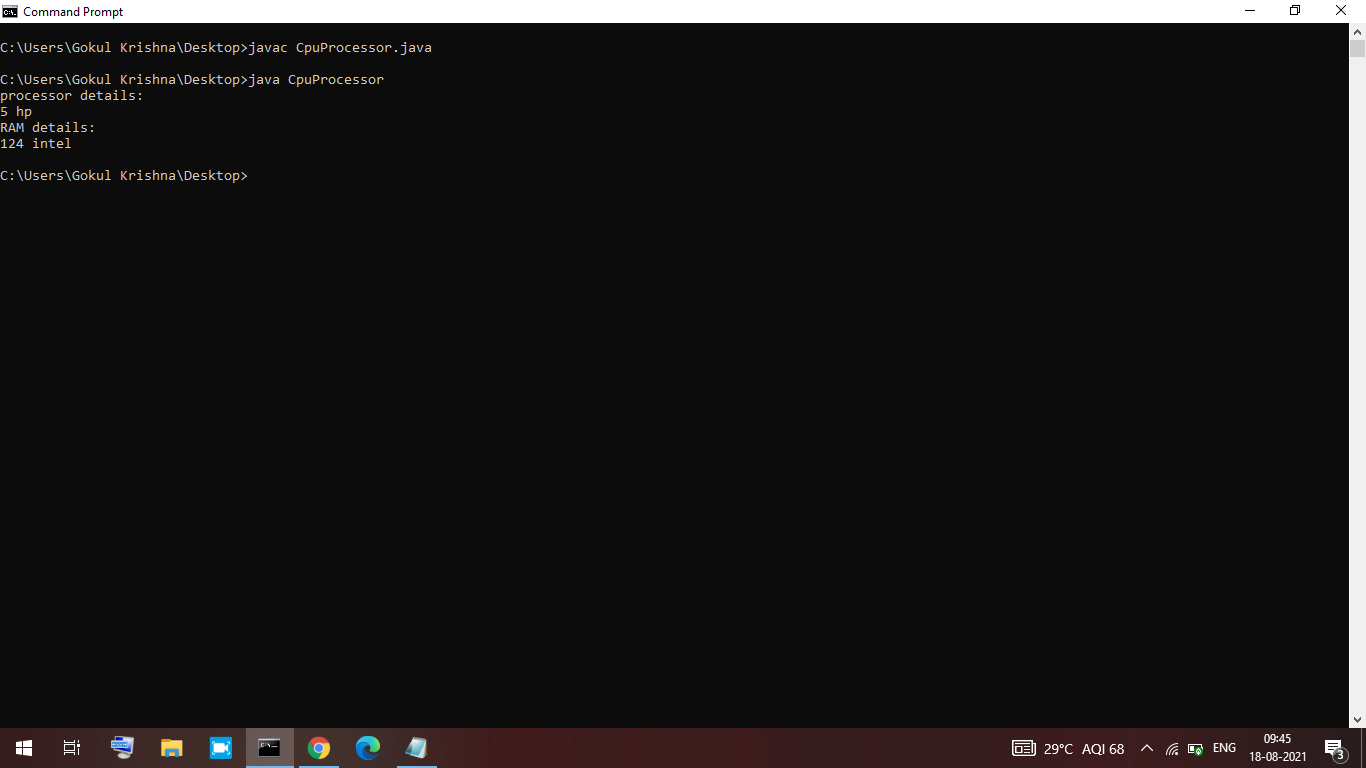 Command Prompt
C:\Users\Gokul Krishna\Desktop>javac CpuProcessor.java
C:\Users\Gokul Krishna\Desktop>java CpuProcessor
processor details:
5 hp
RAM details:
124 intel
C:\Users\Gokul Krishna\Desktop>
29°C AQI 68
ENG
09:45
18-08-2021
3